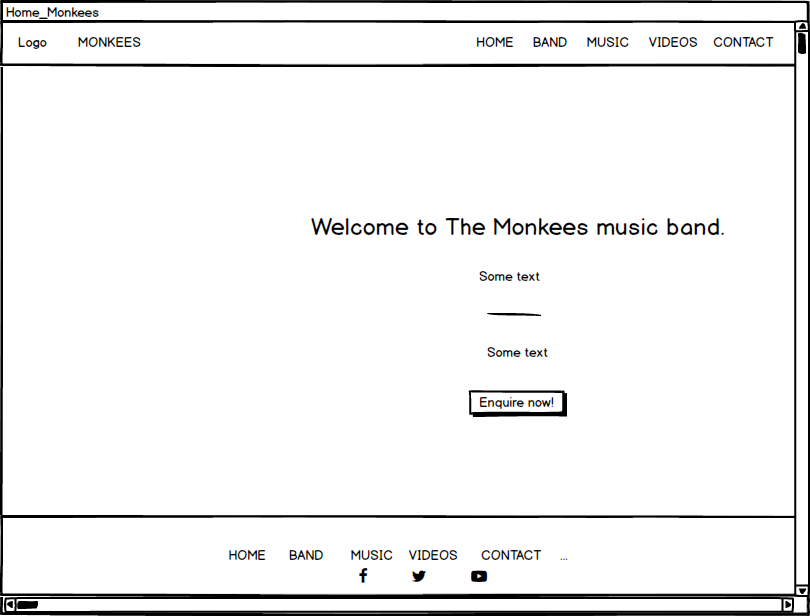 Home_Monkees
Logo MONKEES HOME BAND MUSIC VIDEOS CONTACT
Welcome to The Monkees music band.
Some text
Some text
Enquire now!
HOME BAND MUSIC VIDEOS CONTACT ...